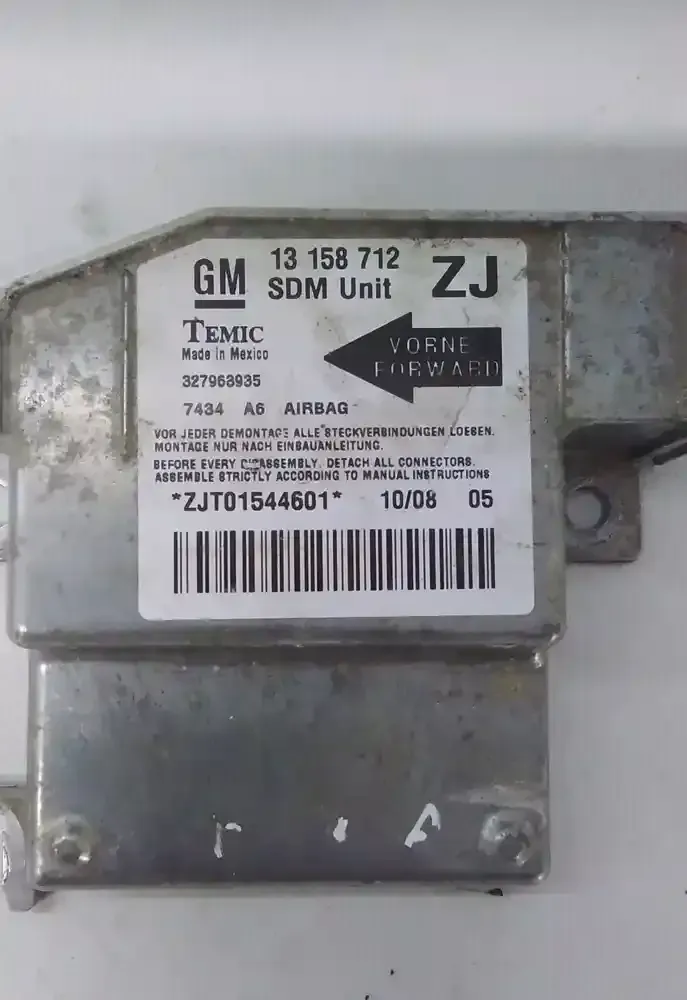 GM 13 158 712 ZJ
SDM Unit
TEMIC
Made in Mexico
VORNE
FORWARD
327963935
7434 A6 AIRBAG
VOR JEDER DEMONTAGE ALLE STECKVERBINDUNGEN LOESEN.
MONTAGE NUR NACH EINBAUANLEITUNG.
BEFORE EVERY DISASSEMBLY. DETACH ALL CONNECTORS.
ASSEMBLE STRICTLY ACCORDING TO MANUAL INSTRUCTIONS
*ZJT01544601* 10/08 05